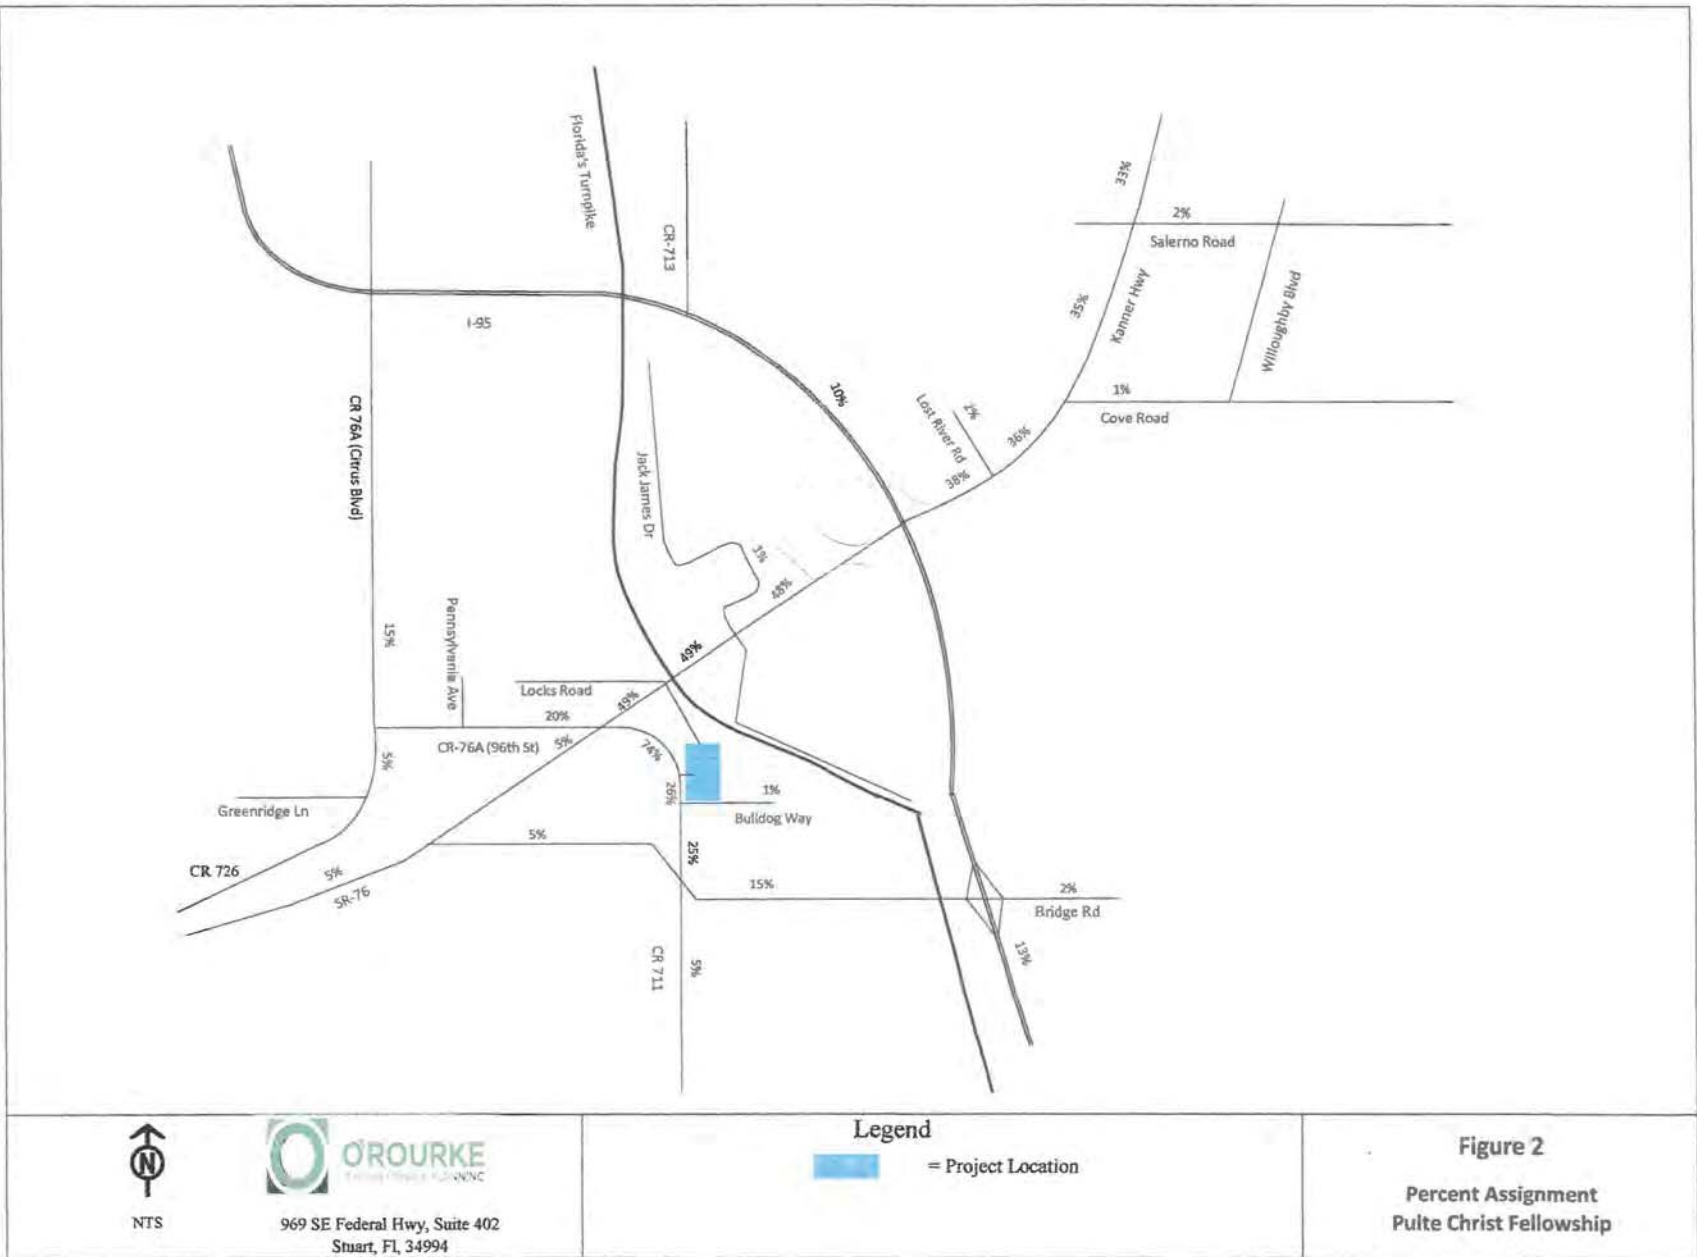 Florida's Turnpike
CR-713
33%
2%
Salerno Road
Kanner Hwy
35%
Willoughby Blvd
I-95
10%
1%
Cove Road
CR 76A (Citrus Blvd)
Lost River Rd
36%
38%
Jack James Dr
1%
48%
15%
Pennsylvania Ave
49%
Locks Road
49%
20%
CR-76A (96th St)
5%
74%
5%
26%
1%
Bulldog Way
Greenridge Ln
5%
25%
CR 726
5%
SR-76
15%
2%
Bridge Rd
13%
CR 711
5%
N
NTS
O'ROURKE
969 SE Federal Hwy, Suite 402
Stuart, Fl, 34994
Legend
= Project Location
Figure 2
Percent Assignment
Pulte Christ Fellowship